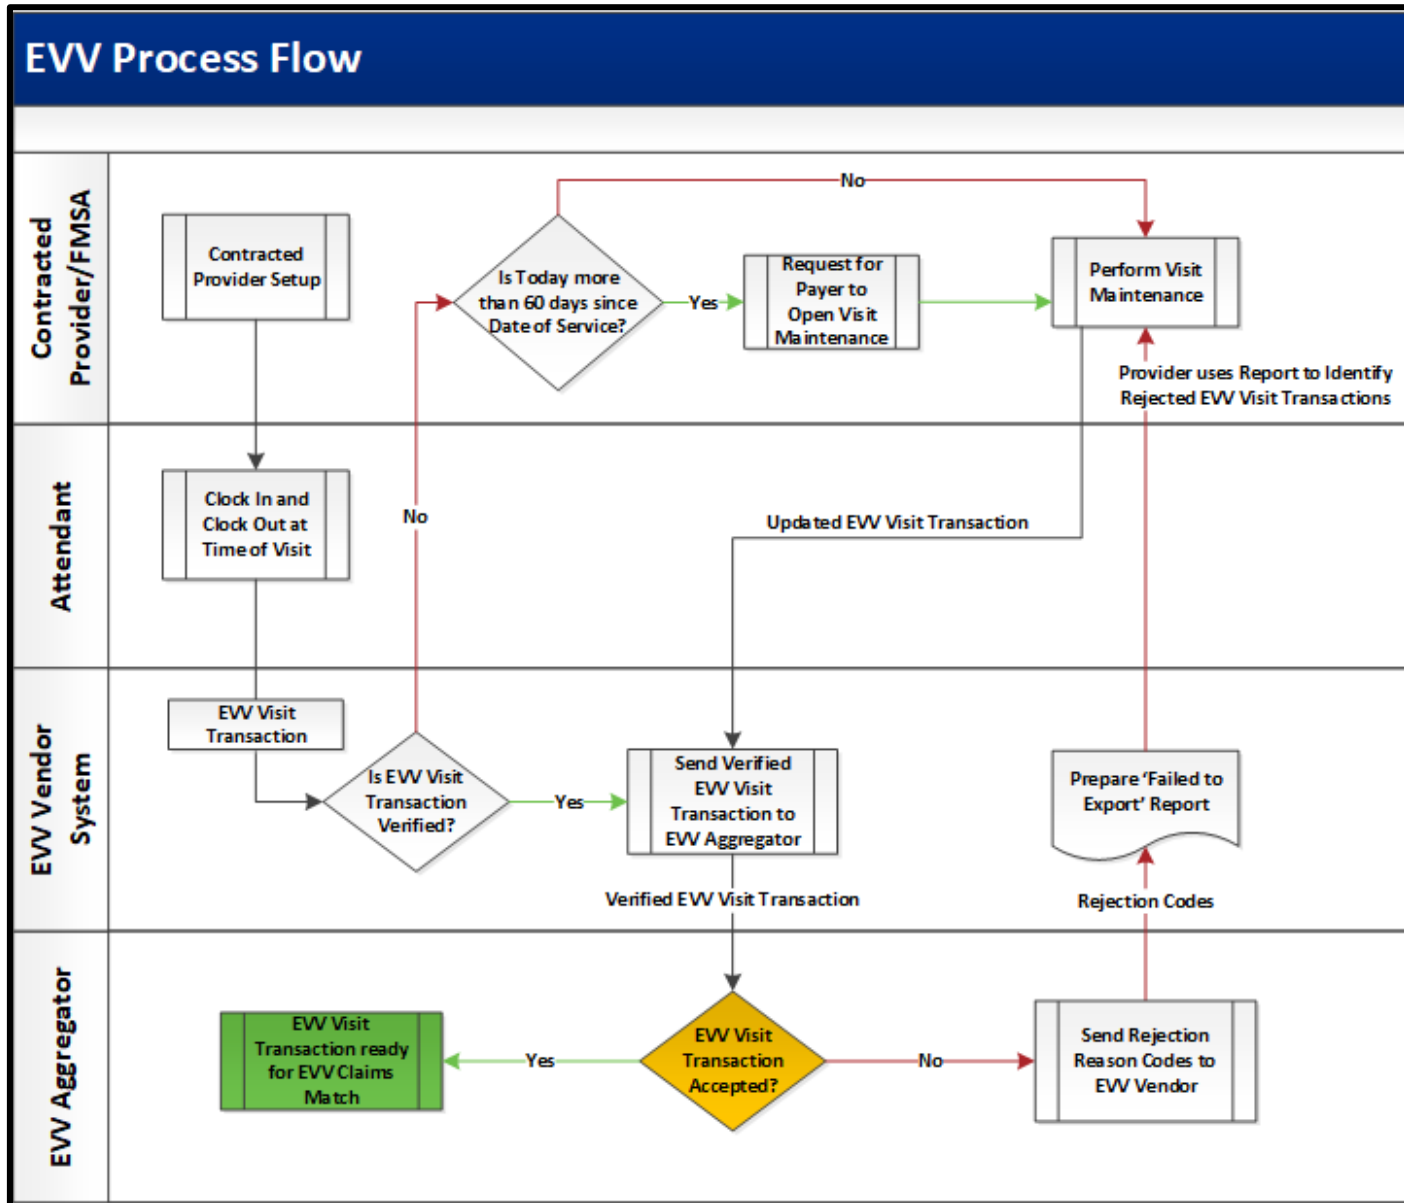 EVV Process Flow
Contracted
Provider/FMSA
Contracted
Provider Setup
Is Today more
than 60 days since
Date of Service?
No
Yes
Request for
Payer to
Open Visit
Maintenance
Perform Visit
Maintenance
Provider uses Report to Identify
Rejected EVV Visit Transactions
Attendant
Clock In and
Clock Out at
Time of Visit
No
Updated EVV Visit Transaction
EVV Vendor
System
EVV Visit
Transaction
Is EVV Visit
Transaction
Verified?
Yes
Send Verified
EVV Visit
Transaction to
EVV Aggregator
Prepare ‘Failed to
Export’ Report
Verified EVV Visit Transaction
Rejection Codes
EVV Aggregator
EVV Visit
Transaction ready
for EVV Claims
Match
Yes
EVV Visit
Transaction
Accepted?
No
Send Rejection
Reason Codes to
EVV Vendor